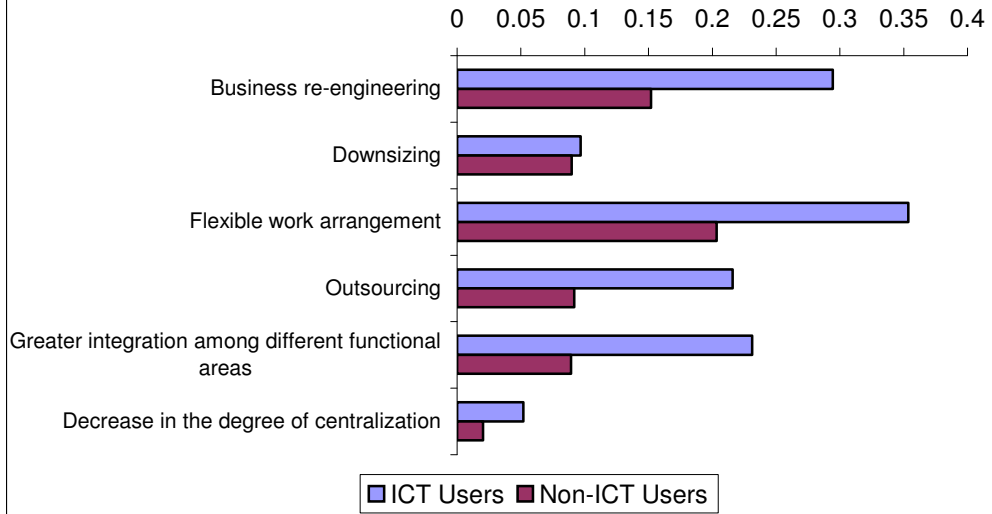 0 0.05 0.1 0.15 0.2 0.25 0.3 0.35 0.4
Business re-engineering
Downsizing
Flexible work arrangement
Outsourcing
Greater integration among different functional
areas
Decrease in the degree of centralization
ICT Users Non-ICT Users